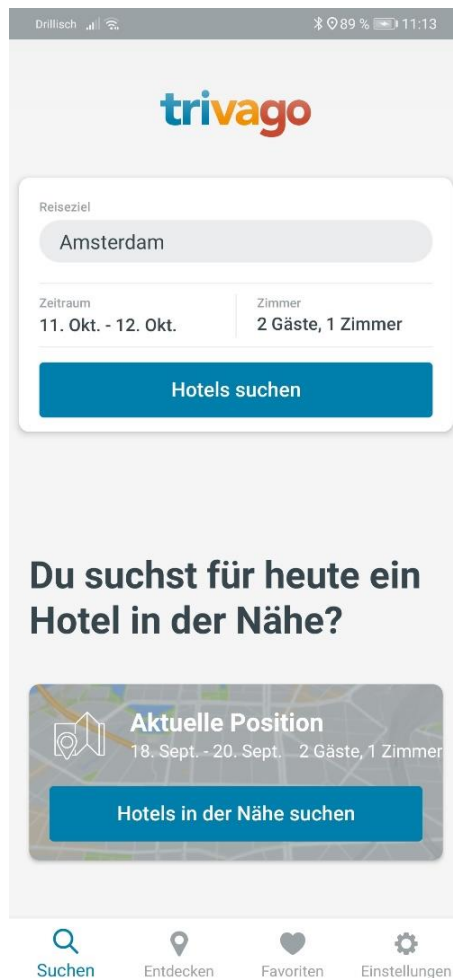 Drillisch 89 % 11:13
trivago
Reiseziel
Amsterdam
Zeitraum Zimmer
11. Okt. - 12. Okt. 2 Gäste, 1 Zimmer
Hotels suchen
Du suchst für heute ein
Hotel in der Nähe?
Aktuelle Position
18. Sept. - 20. Sept. 2 Gäste, 1 Zimmer
Hotels in der Nähe suchen
Suchen Entdecken Favoriten Einstellungen